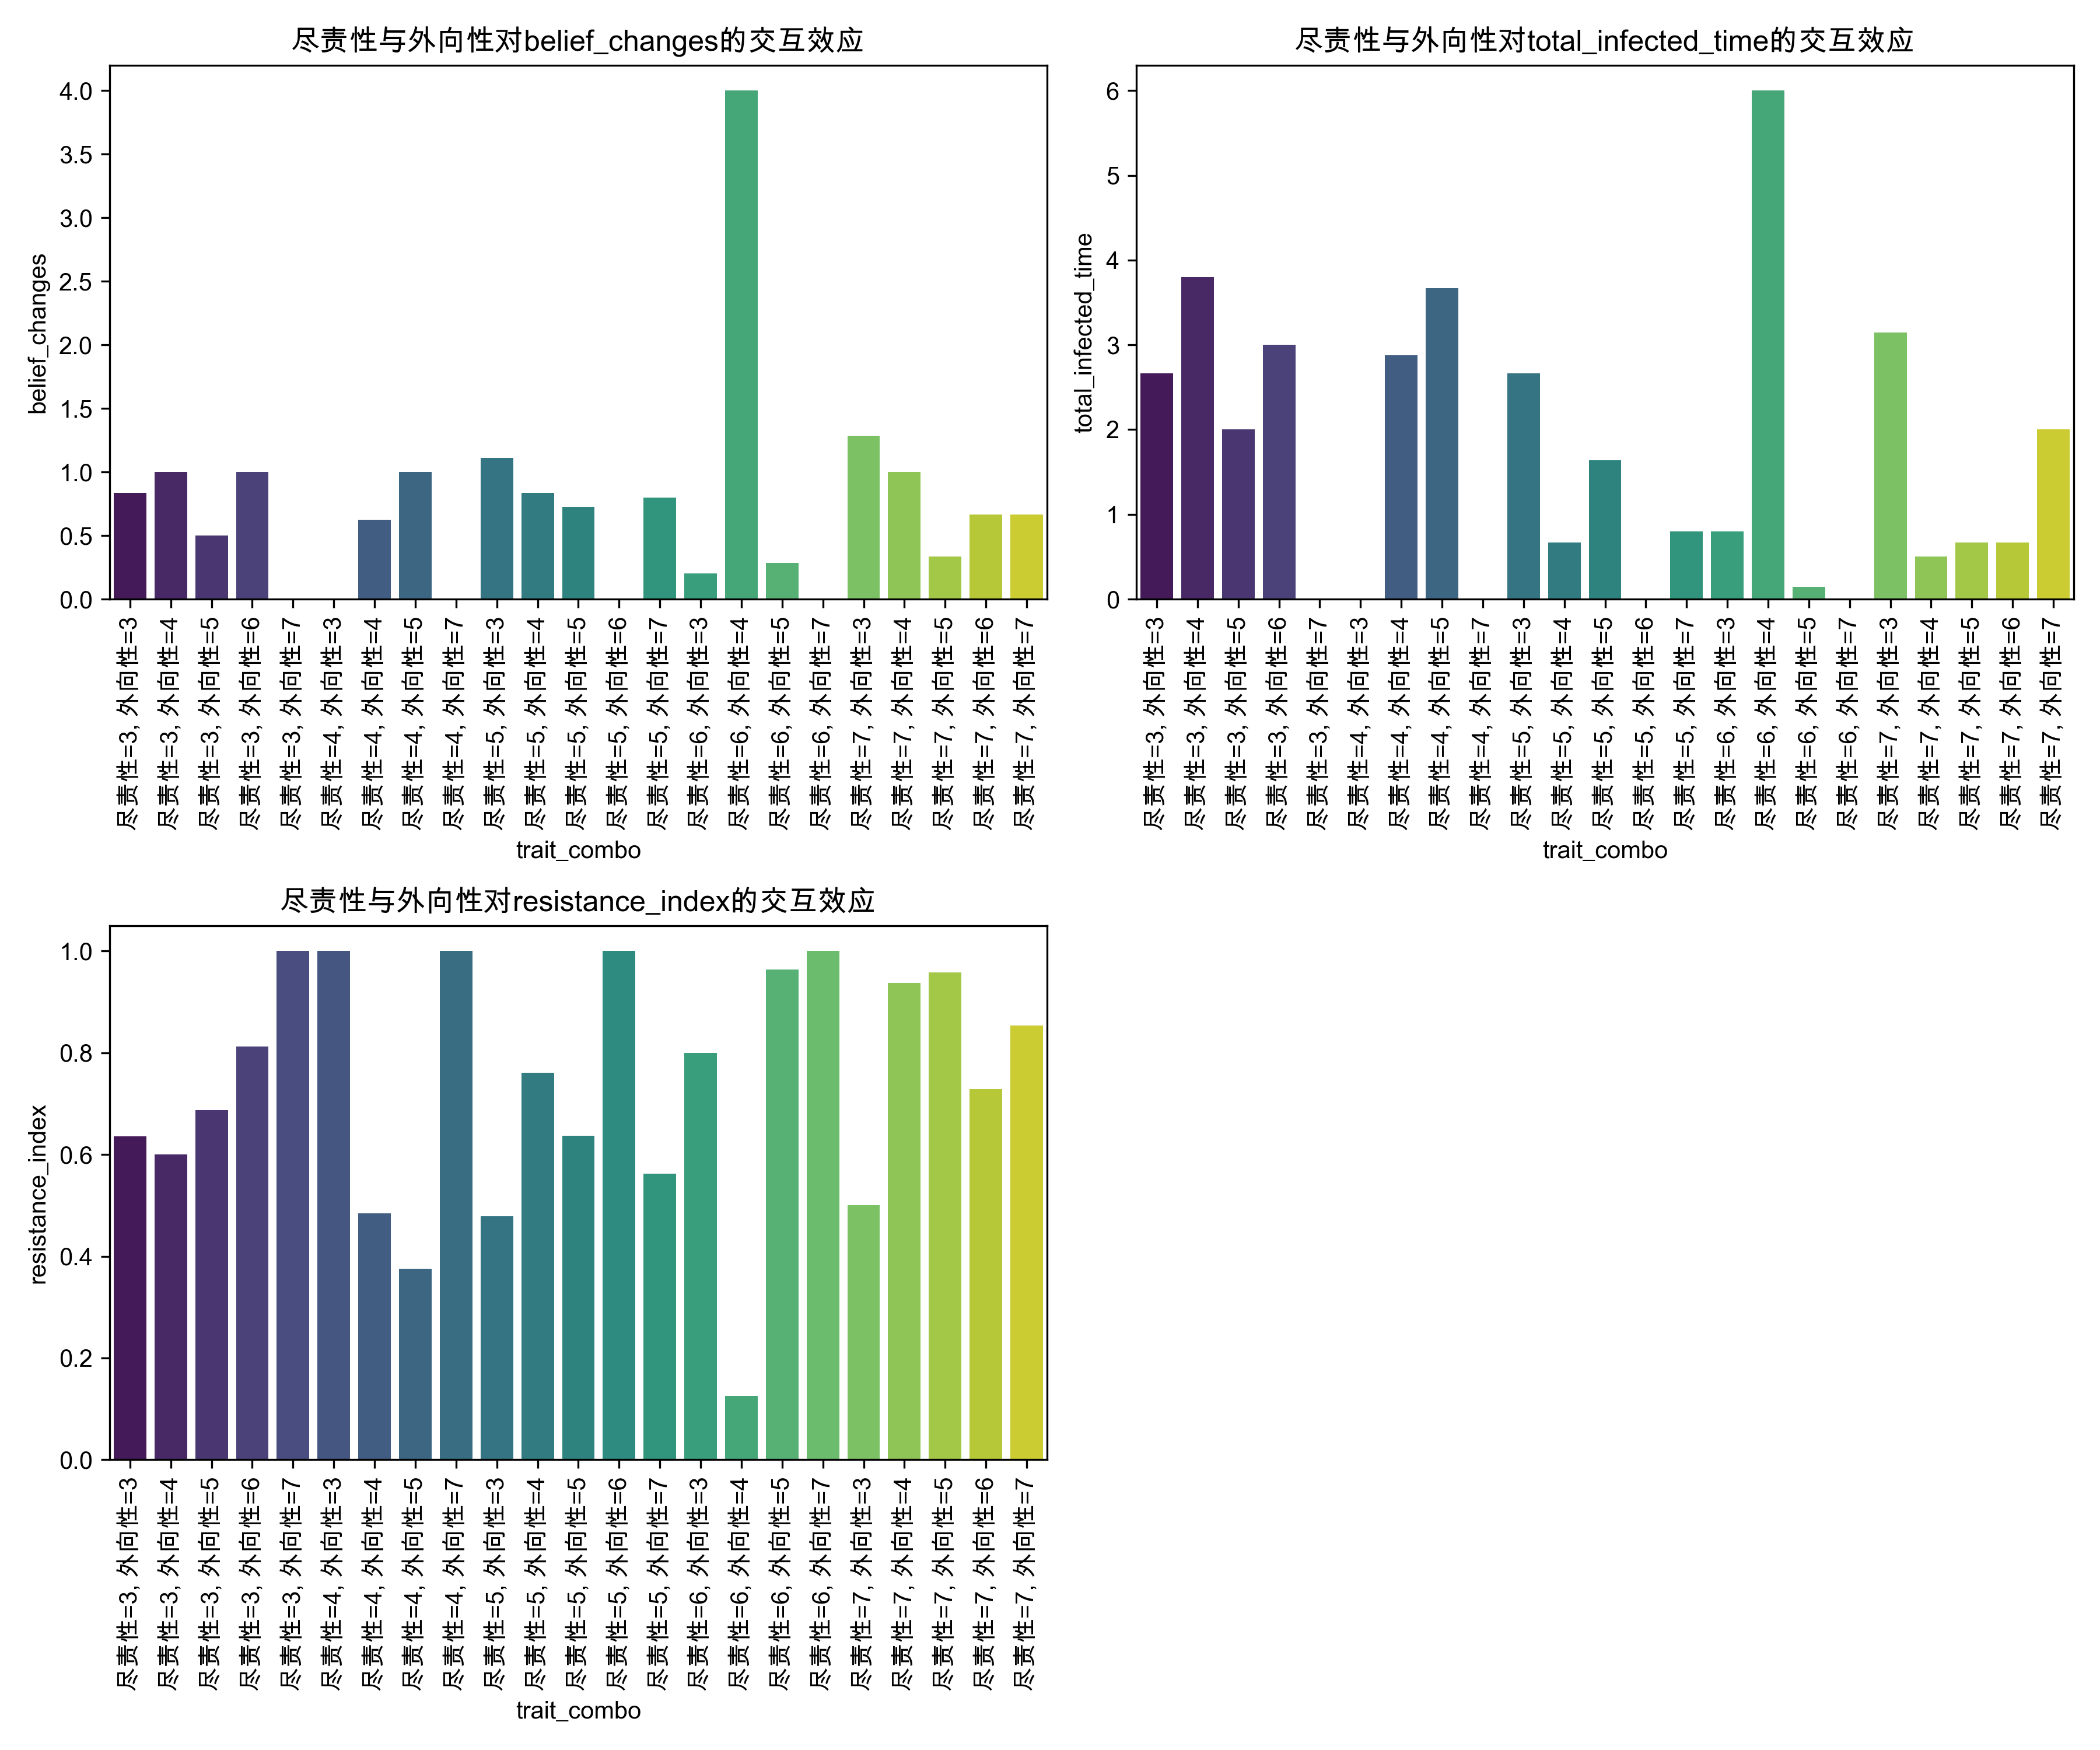 尽责性与外向性对belief_changes的交互效应
belief_changes
4.0
3.5
3.0
2.5
2.0
1.5
1.0
0.5
0.0
尽责性=3, 外向性=3
尽责性=3, 外向性=4
尽责性=3, 外向性=5
尽责性=3, 外向性=6
尽责性=3, 外向性=7
尽责性=4, 外向性=3
尽责性=4, 外向性=4
尽责性=4, 外向性=5
尽责性=4, 外向性=7
尽责性=5, 外向性=3
尽责性=5, 外向性=4
尽责性=5, 外向性=5
尽责性=5, 外向性=6
尽责性=5, 外向性=7
尽责性=6, 外向性=3
尽责性=6, 外向性=4
尽责性=6, 外向性=5
尽责性=6, 外向性=7
尽责性=7, 外向性=3
尽责性=7, 外向性=4
尽责性=7, 外向性=5
尽责性=7, 外向性=6
尽责性=7, 外向性=7
trait_combo
尽责性与外向性对total_infected_time的交互效应
total_infected_time
6
5
4
3
2
1
0
尽责性=3, 外向性=3
尽责性=3, 外向性=4
尽责性=3, 外向性=5
尽责性=3, 外向性=6
尽责性=3, 外向性=7
尽责性=4, 外向性=3
尽责性=4, 外向性=4
尽责性=4, 外向性=5
尽责性=4, 外向性=7
尽责性=5, 外向性=3
尽责性=5, 外向性=4
尽责性=5, 外向性=5
尽责性=5, 外向性=6
尽责性=5, 外向性=7
尽责性=6, 外向性=3
尽责性=6, 外向性=4
尽责性=6, 外向性=5
尽责性=6, 外向性=7
尽责性=7, 外向性=3
尽责性=7, 外向性=4
尽责性=7, 外向性=5
尽责性=7, 外向性=6
尽责性=7, 外向性=7
trait_combo
尽责性与外向性对resistance_index的交互效应
resistance_index
1.0
0.8
0.6
0.4
0.2
0.0
尽责性=3, 外向性=3
尽责性=3, 外向性=4
尽责性=3, 外向性=5
尽责性=3, 外向性=6
尽责性=3, 外向性=7
尽责性=4, 外向性=3
尽责性=4, 外向性=4
尽责性=4, 外向性=5
尽责性=4, 外向性=7
尽责性=5, 外向性=3
尽责性=5, 外向性=4
尽责性=5, 外向性=5
尽责性=5, 外向性=6
尽责性=5, 外向性=7
尽责性=6, 外向性=3
尽责性=6, 外向性=4
尽责性=6, 外向性=5
尽责性=6, 外向性=7
尽责性=7, 外向性=3
尽责性=7, 外向性=4
尽责性=7, 外向性=5
尽责性=7, 外向性=6
尽责性=7, 外向性=7
trait_combo